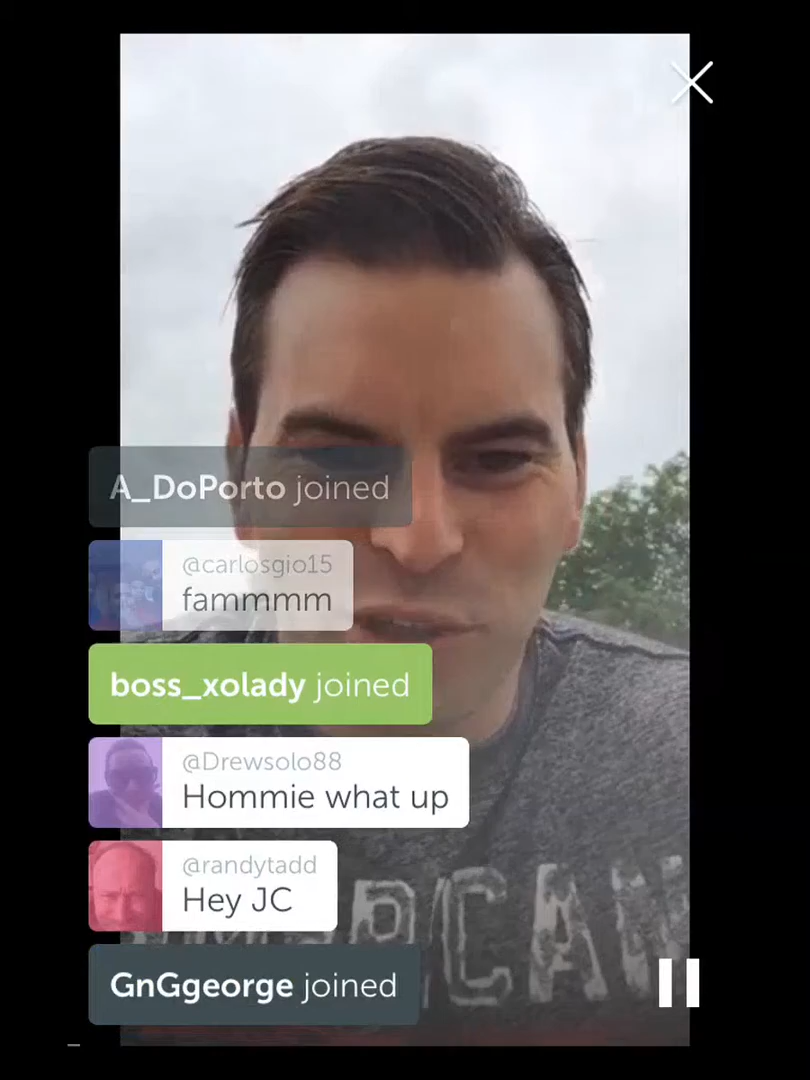 A_DoPorto joined
@carlosgio15
fammmm
boss_xolady joined
@Drewsolo88
Hommie what up
@randytadd
Hey JC
GnGgeorge joined